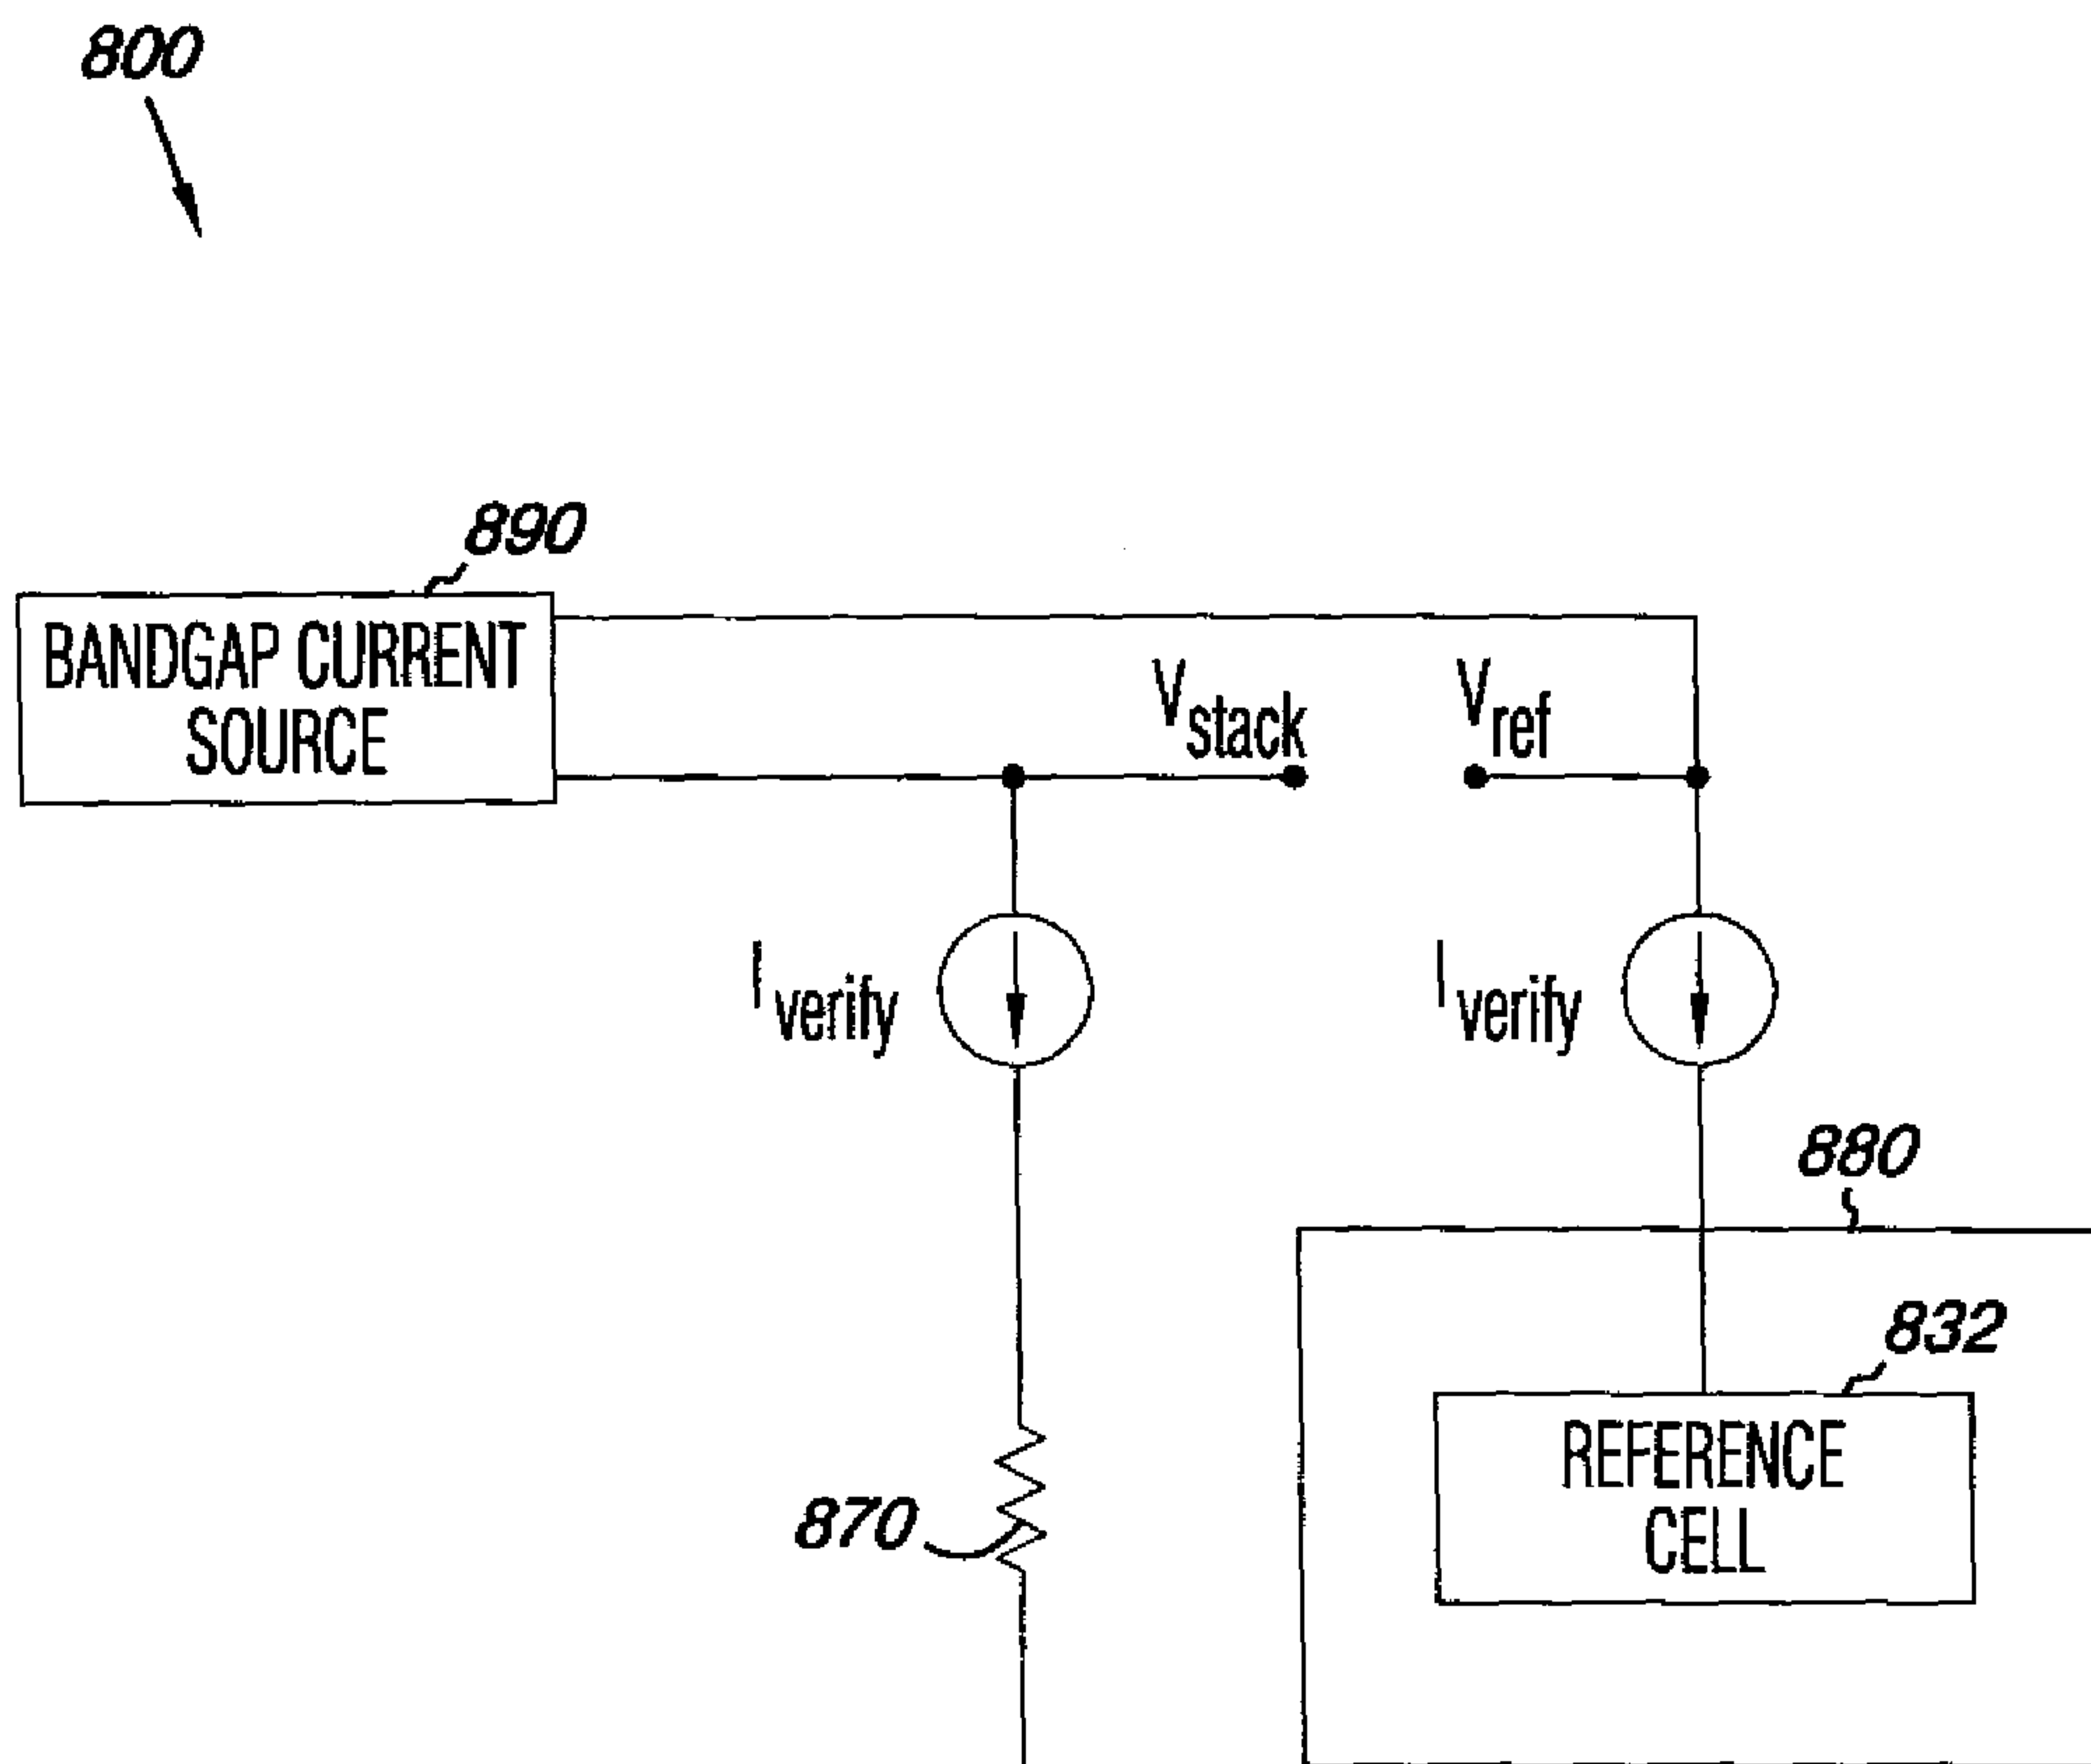 800
890
BANDGAP CURRENT
SOURCE
Vstack
Vref
Iverify
Iverify
880
832
REFERENCE
CELL
870